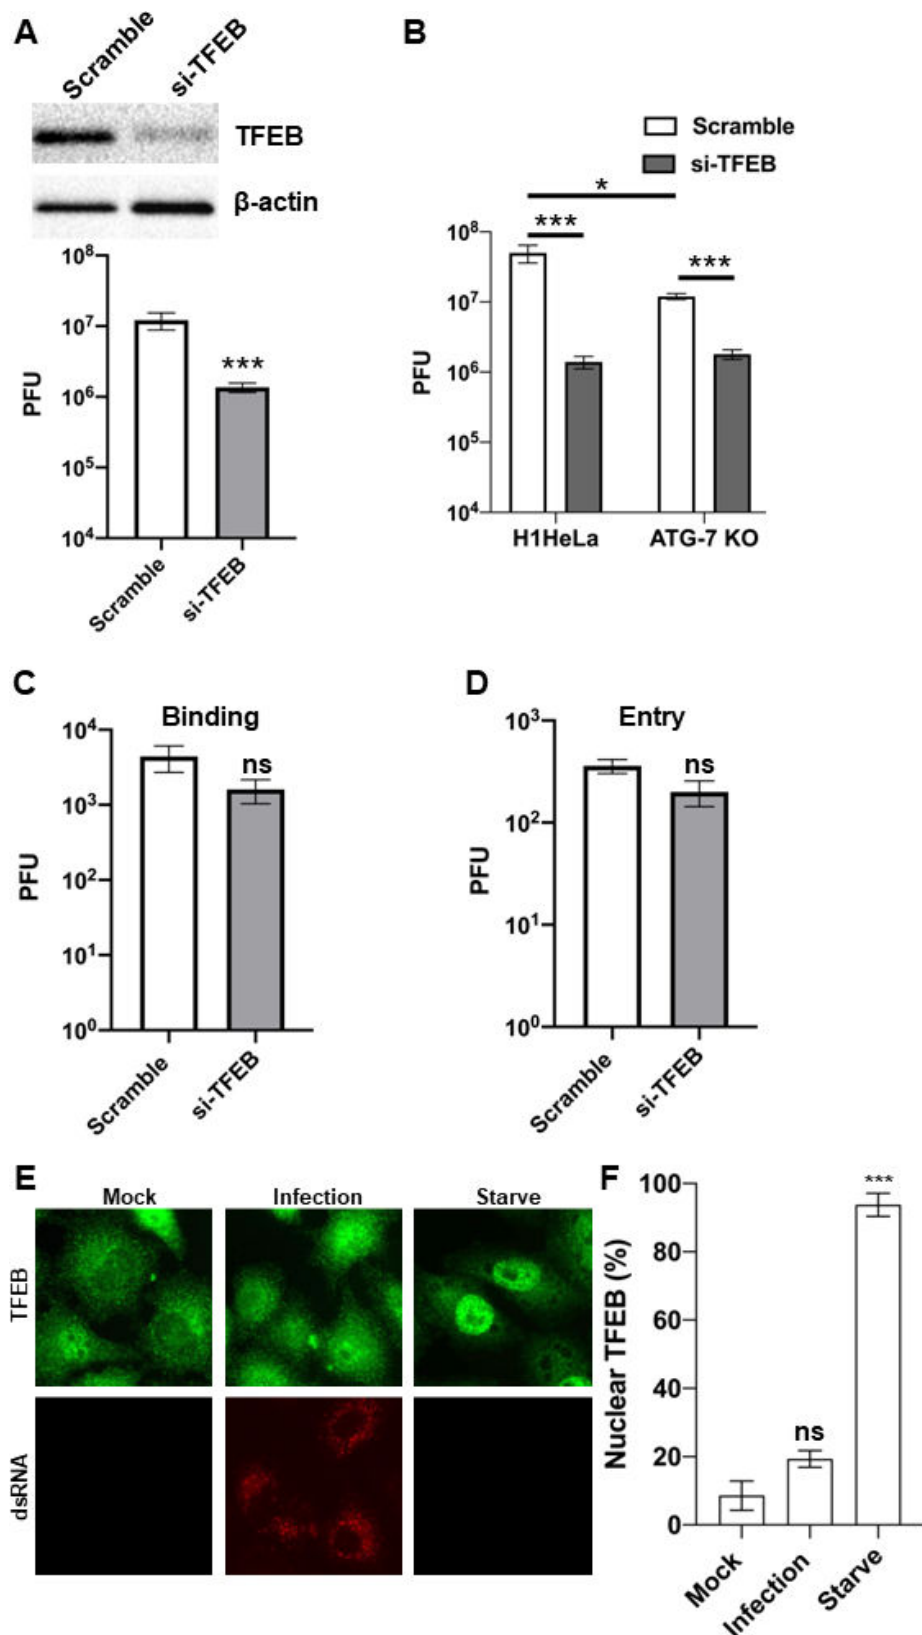 A
Scramble
si-TFEB
TFEB
β-actin
10⁸
10⁷
10⁶
10⁵
10⁴
PFU
***
Scramble
si-TFEB
B
Scramble
si-TFEB
*
***
***
10⁸
10⁷
10⁶
10⁵
10⁴
PFU
H1HeLa
ATG-7 KO
C
Binding
10⁴
10³
10²
10¹
10⁰
PFU
ns
Scramble
si-TFEB
D
Entry
10³
10²
10¹
10⁰
PFU
ns
Scramble
si-TFEB
E
Mock
Infection
Starve
TFEB
dsRNA
F
Nuclear TFEB (%)
100
80
60
40
20
0
ns
***
Mock
Infection
Starve